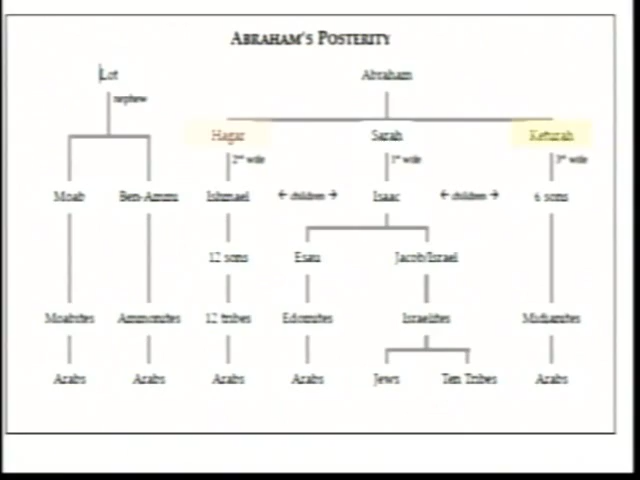 ABRAHAM'S POSTERITY
Lot Abraham
nephew
Hagar Sarah Keturah
2nd wife 1st wife 3rd wife
Moab Ben-Ammi Ishmael ← children → Isaac ← children → 6 sons
12 sons Esau Jacob/Israel
Moabites Ammonites 12 tribes Edomites Israelites Midianites
Arabs Arabs Arabs Arabs Jews Ten Tribes Arabs